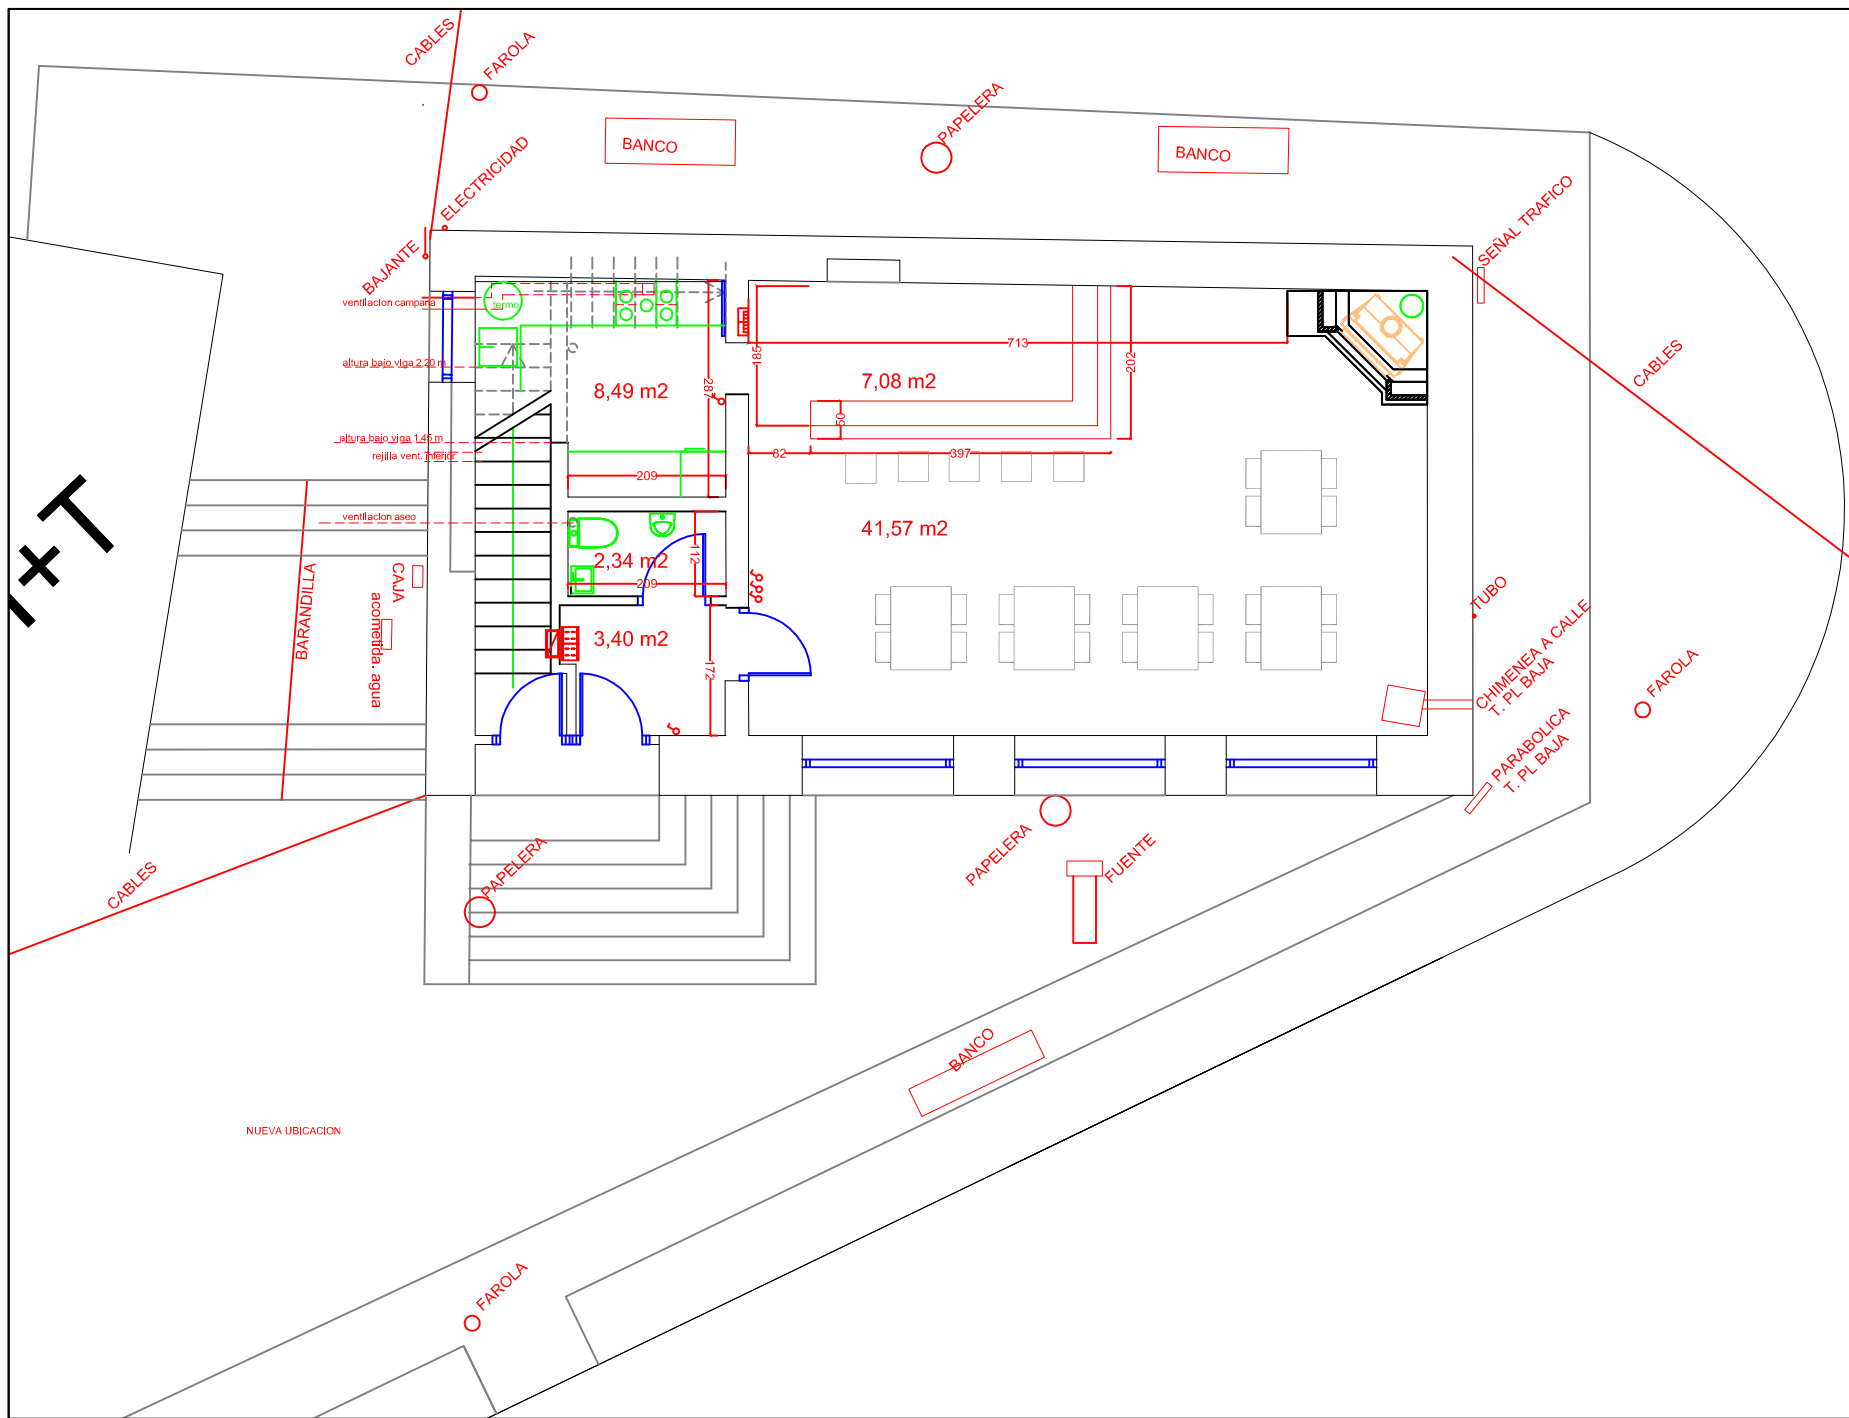 CABLES
FAROLA
PAPELERA
BANCO
BANCO
ELECTRICIDAD
SEÑAL TRAFICO
BAJANTE
ventilacion campana
termo
713
185
202
altura bajo viga 2.20 m
CABLES
8,49 m2
287
7,08 m2
50
altura bajo viga 1.45 m
rejilla vent. inferior
82
397
209
+T
ventilacion aseo
41,57 m2
2,34 m2
112
209
CAJA
BARANDILLA
acometida. agua
TUBO
3,40 m2
172
CHIMENEA A CALLE
T. PL BAJA
FAROLA
PARABOLICA
T. PL BAJA
CABLES
PAPELERA
PAPELERA
FUENTE
BANCO
NUEVA UBICACION
FAROLA